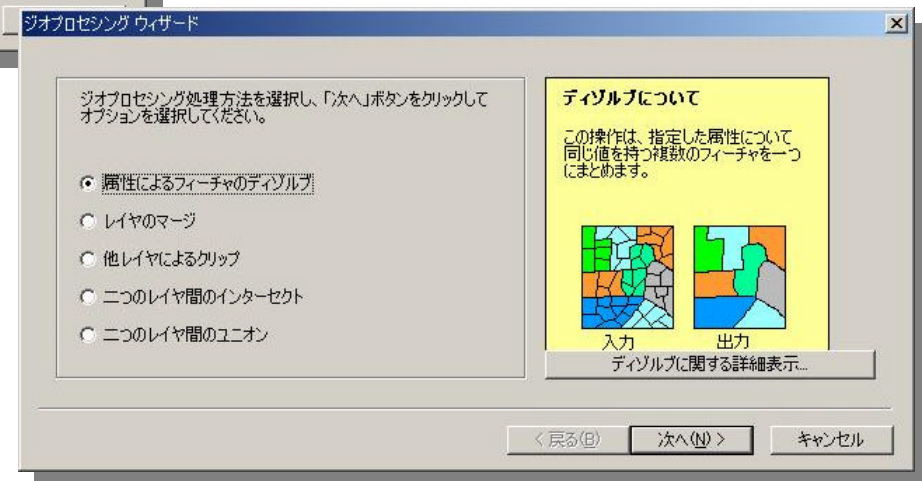 ジオプロセシング ウィザード
ジオプロセシング処理方法を選択し、「次へ」ボタンをクリックして
オプションを選択してください。
属性によるフィーチャのディゾルブ
レイヤのマージ
他レイヤによるクリップ
二つのレイヤ間のインターセクト
二つのレイヤ間のユニオン
ディゾルブについて
この操作は、指定した属性について
同じ値を持つ複数のフィーチャを一つ
にまとめます。
入力
出力
ディゾルブに関する詳細表示...
< 戻る(B)
次へ(N) >
キャンセル